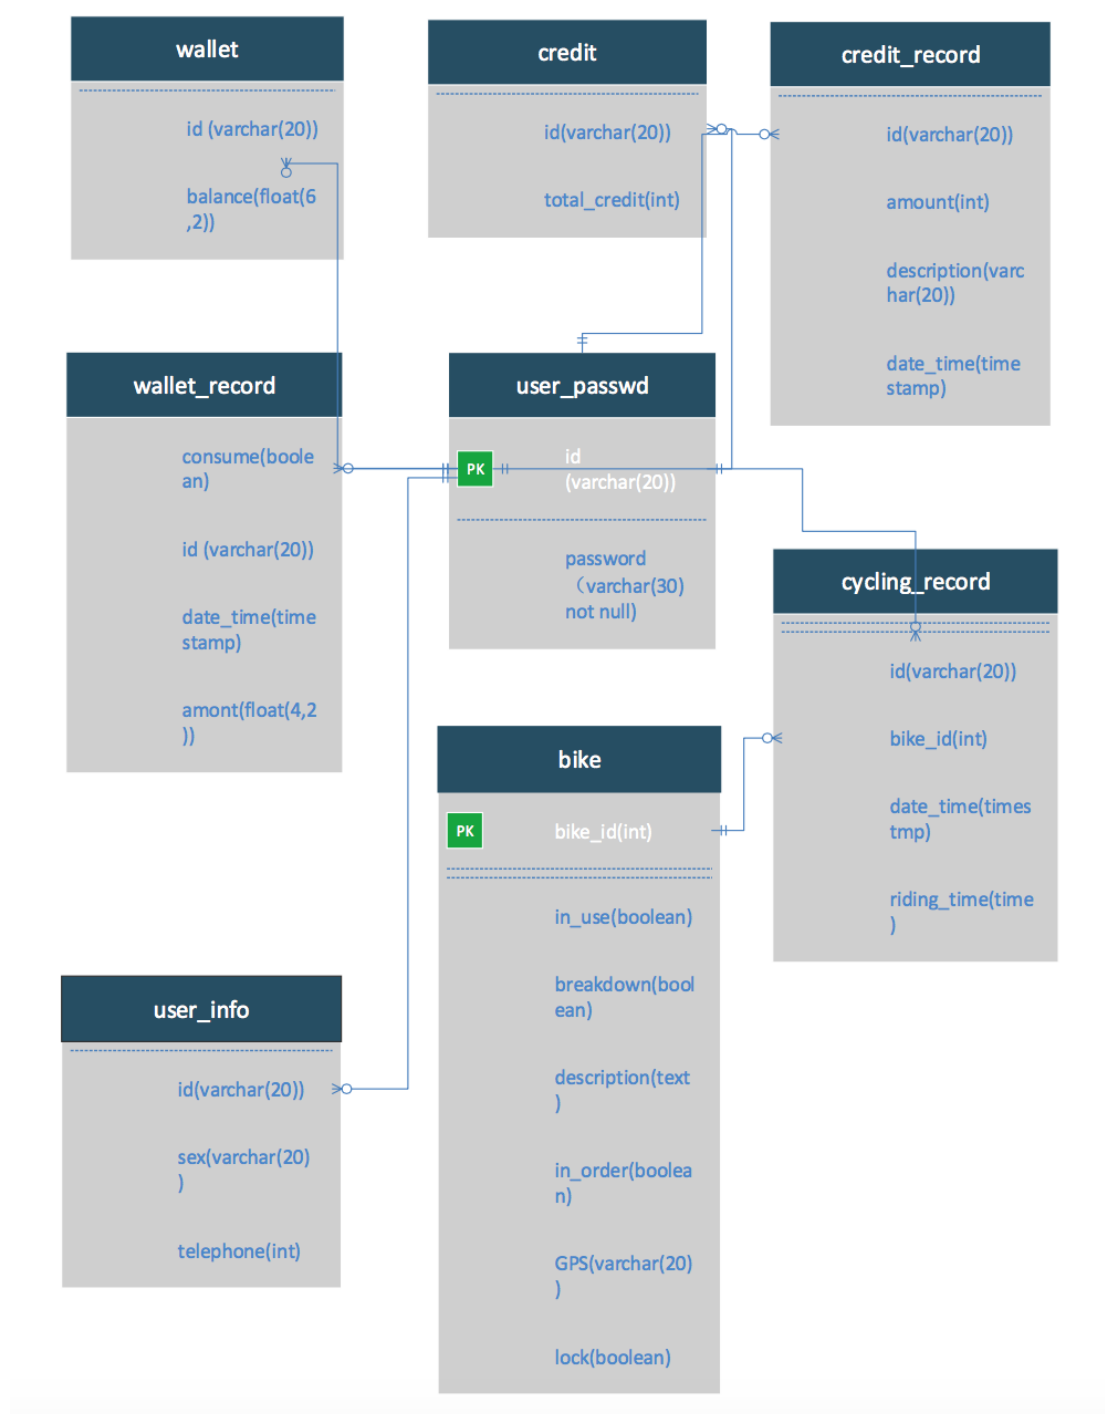 wallet
id (varchar(20))
balance(float(6
,2))
credit
id(varchar(20))
total_credit(int)
credit_record
id(varchar(20))
amount(int)
description(varc
har(20))
date_time(time
stamp)
wallet_record
consume(boole
an)
id (varchar(20))
date_time(time
stamp)
amont(float(4,2
))
user_passwd
PK
id
(varchar(20))
password
（varchar(30)
not null)
cycling_record
id(varchar(20))
bike_id(int)
date_time(times
tmp)
riding_time(time
)
bike
PK
bike_id(int)
in_use(boolean)
breakdown(bool
ean)
description(text
)
in_order(boolea
n)
GPS(varchar(20)
)
lock(boolean)
user_info
id(varchar(20))
sex(varchar(20)
)
telephone(int)